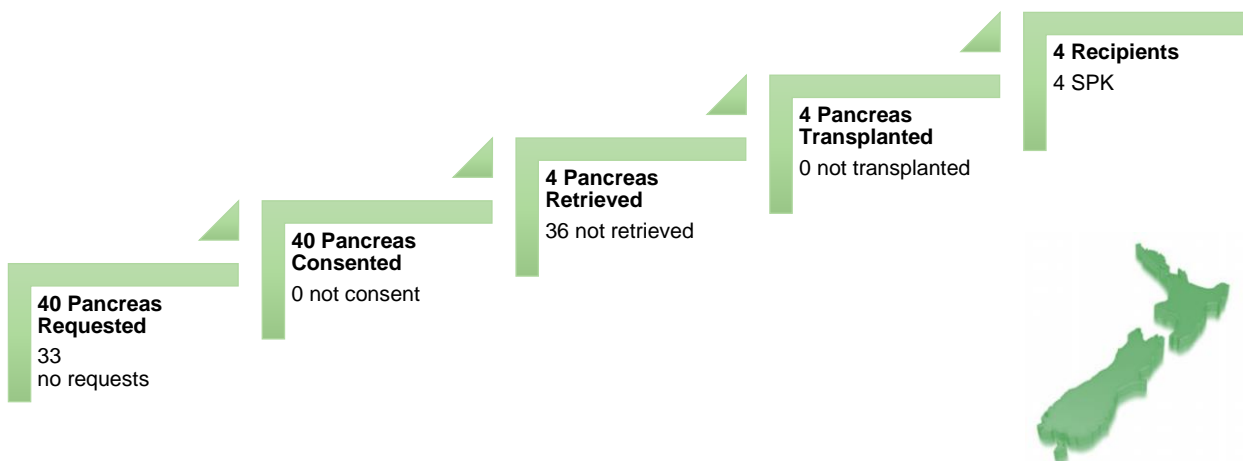 40 Pancreas
Requested
33
no requests
40 Pancreas
Consented
0 not consent
4 Pancreas
Retrieved
36 not retrieved
4 Pancreas
Transplanted
0 not transplanted
4 Recipients
4 SPK